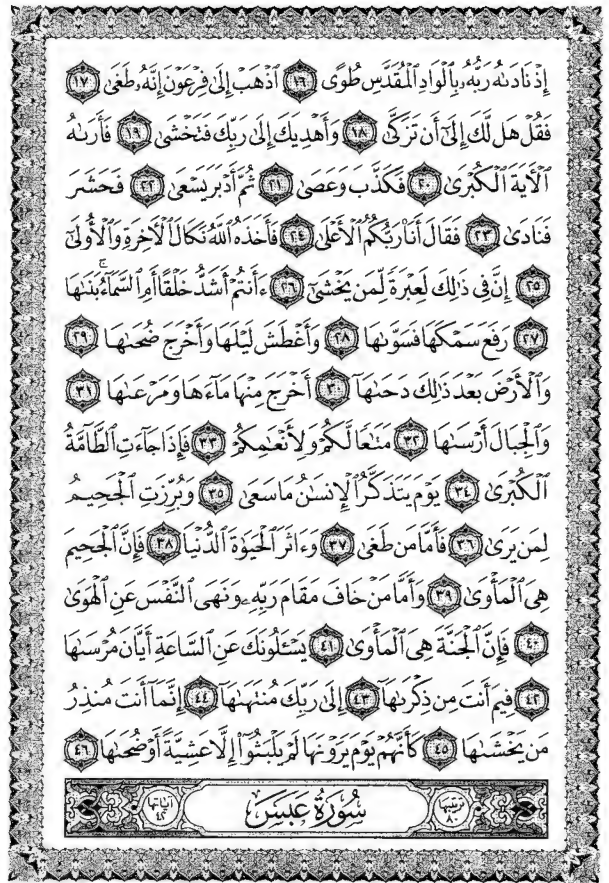 إِذۡ نَادَىٰهُ رَبُّهُۥ بِٱلۡوَادِ ٱلۡمُقَدَّسِ طُوًى ١٦ ٱذۡهَبۡ إِلَىٰ فِرۡعَوۡنَ إِنَّهُۥ طَغَىٰ ١٧
فَقُلۡ هَل لَّكَ إِلَىٰٓ أَن تَزَكَّىٰ ١٨ وَأَهۡدِيَكَ إِلَىٰ رَبِّكَ فَتَخۡشَىٰ ١٩ فَأَرَىٰهُ
ٱلۡأٓيَةَ ٱلۡكُبۡرَىٰ ٢٠ فَكَذَّبَ وَعَصَىٰ ٢١ ثُمَّ أَدۡبَرَ يَسۡعَىٰ ٢٢ فَحَشَرَ
فَنَادَىٰ ٢٣ فَقَالَ أَنَا۠ رَبُّكُمُ ٱلۡأَعۡلَىٰ ٢٤ فَأَخَذَهُ ٱللَّهُ نَكَالَ ٱلۡأٓخِرَةِ وَٱلۡأُولَىٰٓ
٢٥ إِنَّ فِي ذَٰلِكَ لَعِبۡرَةٗ لِّمَن يَخۡشَىٰٓ ٢٦ ءَأَنتُمۡ أَشَدُّ خَلۡقًا أَمِ ٱلسَّمَآءُۚ بَنَىٰهَا
٢٧ رَفَعَ سَمۡكَهَا فَسَوَّىٰهَا ٢٨ وَأَغۡطَشَ لَيۡلَهَا وَأَخۡرَجَ ضُحَىٰهَا ٢٩
وَٱلۡأَرۡضَ بَعۡدَ ذَٰلِكَ دَحَىٰهَآ ٣٠ أَخۡرَجَ مِنۡهَا مَآءَهَا وَمَرۡعَىٰهَا ٣١
وَٱلۡجِبَالَ أَرۡسَىٰهَا ٣٢ مَتَٰعٗا لَّكُمۡ وَلِأَنۡعَٰمِكُمۡ ٣٣ فَإِذَا جَآءَتِ ٱلطَّآمَّةُ
ٱلۡكُبۡرَىٰ ٣٤ يَوۡمَ يَتَذَكَّرُ ٱلۡإِنسَٰنُ مَا سَعَىٰ ٣٥ وَبُرِّزَتِ ٱلۡجَحِيمُ
لِمَن يَرَىٰ ٣٦ فَأَمَّا مَن طَغَىٰ ٣٧ وَءَاثَرَ ٱلۡحَيَوٰةَ ٱلدُّنۡيَا ٣٨ فَإِنَّ ٱلۡجَحِيمَ
هِيَ ٱلۡمَأۡوَىٰ ٣٩ وَأَمَّا مَنۡ خَافَ مَقَامَ رَبِّهِۦ وَنَهَى ٱلنَّفۡسَ عَنِ ٱلۡهَوَىٰ
٤٠ فَإِنَّ ٱلۡجَنَّةَ هِيَ ٱلۡمَأۡوَىٰ ٤١ يَسۡـَٔلُونَكَ عَنِ ٱلسَّاعَةِ أَيَّانَ مُرۡسَىٰهَا
٤٢ فِيمَ أَنتَ مِن ذِكۡرَىٰهَآ ٤٣ إِلَىٰ رَبِّكَ مُنتَهَىٰهَآ ٤٤ إِنَّمَآ أَنتَ مُنذِرُ
مَن يَخۡشَىٰهَا ٤٥ كَأَنَّهُمۡ يَوۡمَ يَرَوۡنَهَا لَمۡ يَلۡبَثُوٓاْ إِلَّا عَشِيَّةً أَوۡ ضُحَىٰهَا ٤٦
ترتيبها ٨٠ سُورَةُ عَبَسَ آياتها ٤٢